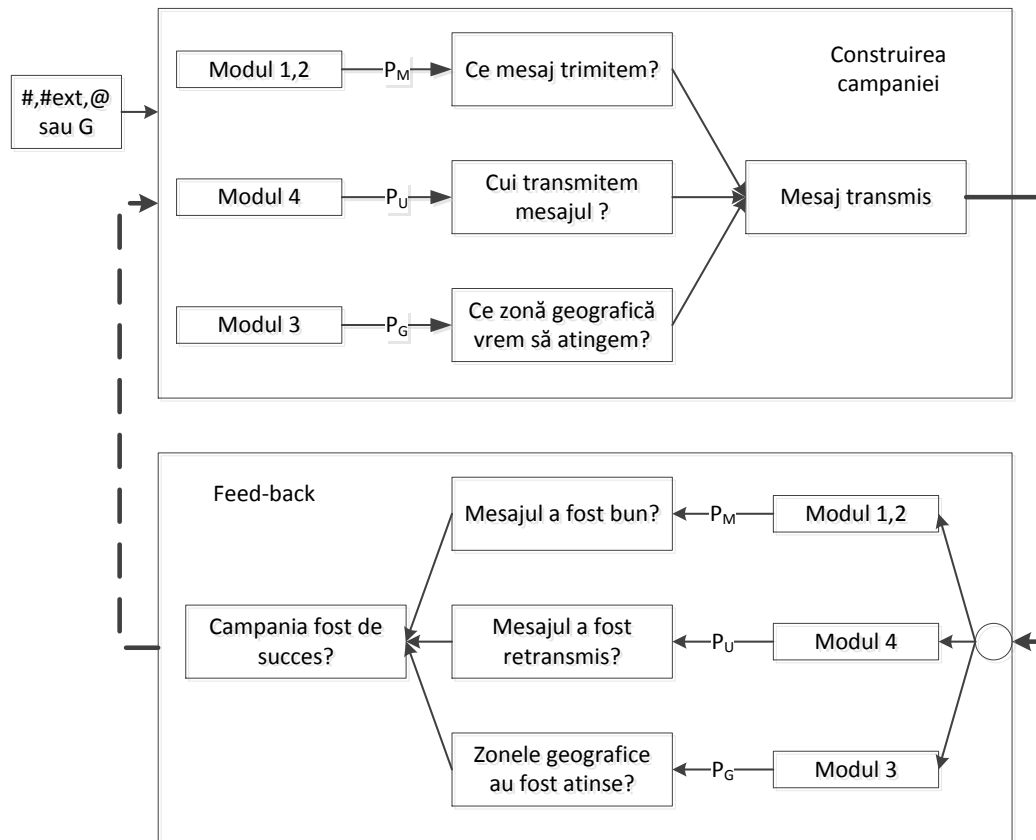 #,#ext,@
sau G
Construirea
campaniei
Modul 1,2
PM
Ce mesaj trimitem?
Modul 4
PU
Cui transmitem
mesajul ?
Mesaj transmis
Modul 3
PG
Ce zonă geografică
vrem să atingem?
Feed-back
Mesajul a fost bun?
PM
Modul 1,2
Campania fost de
succes?
Mesajul a fost
retransmis?
PU
Modul 4
Zonele geografice
au fost atinse?
PG
Modul 3